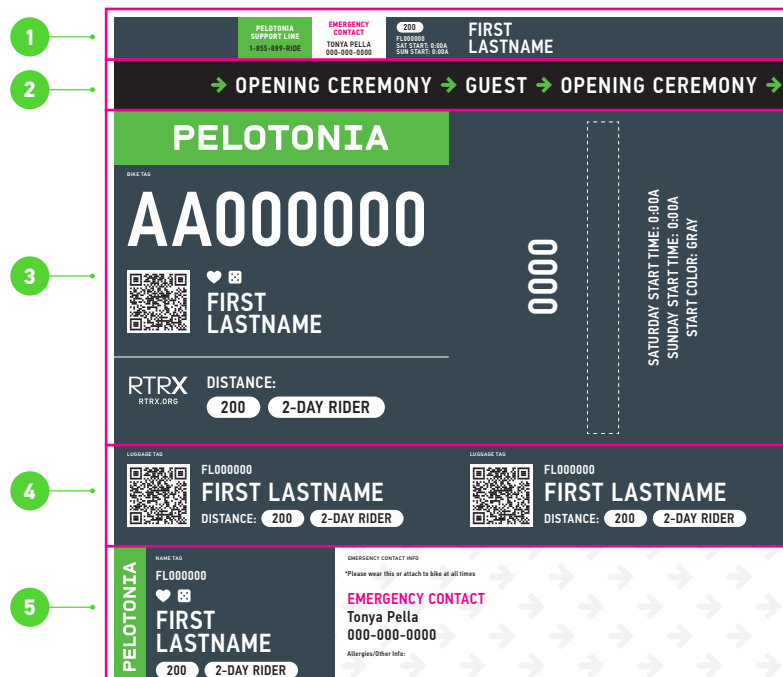 1
PELOTONIA
SUPPORT LINE
1-855-889-RIDE
EMERGENCY
CONTACT
TONYA PELLA
000-000-0000
200
FL000000
SAT START: 0:00A
SUN START: 0:00A
FIRST
LASTNAME
2
→ OPENING CEREMONY → GUEST → OPENING CEREMONY →
3
PELOTONIA
BIKE TAG
AA000000
FIRST
LASTNAME
RTRX
RTRX.ORG
DISTANCE:
200 2-DAY RIDER
0000
SATURDAY START TIME: 0:00A
SUNDAY START TIME: 0:00A
START COLOR: GRAY
4
LUGGAGE TAG
FL000000
FIRST LASTNAME
DISTANCE: 200 2-DAY RIDER
LUGGAGE TAG
FL000000
FIRST LASTNAME
DISTANCE: 200 2-DAY RIDER
5
PELOTONIA
NAME TAG
FL000000
FIRST
LASTNAME
200 2-DAY RIDER
EMERGENCY CONTACT INFO
*Please wear this or attach to bike at all times
EMERGENCY CONTACT
Tonya Pella
000-000-0000
Allergies/Other Info: